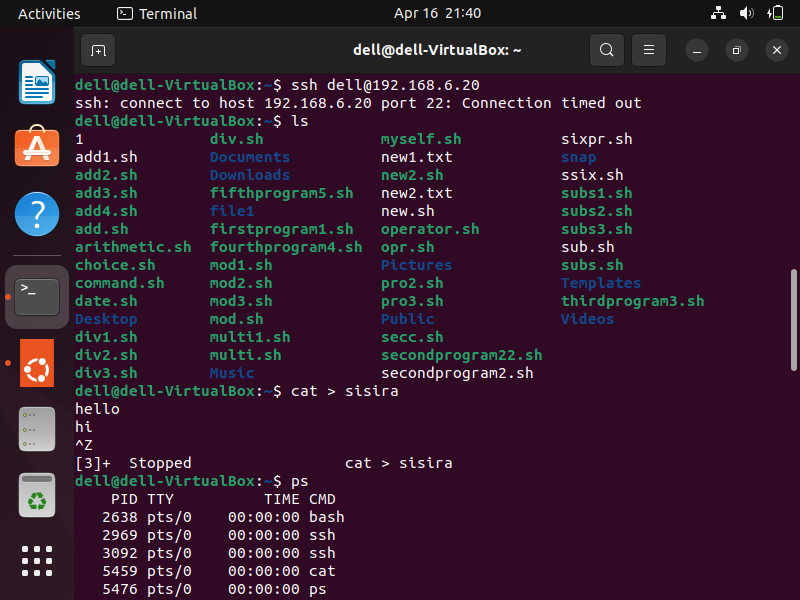 Activities Terminal Apr 16 21:40
dell@dell-VirtualBox: ~
dell@dell-VirtualBox:~$ ssh dell@192.168.6.20
ssh: connect to host 192.168.6.20 port 22: Connection timed out
dell@dell-VirtualBox:~$ ls
1 div.sh myself.sh sixpr.sh
add1.sh Documents new1.txt snap
add2.sh Downloads new2.sh ssix.sh
add3.sh fifthprogram5.sh new2.txt subs1.sh
add4.sh file1 new.sh subs2.sh
add.sh firstprogram1.sh operator.sh subs3.sh
arithmetic.sh fourthprogram4.sh opr.sh sub.sh
choice.sh mod1.sh Pictures subs.sh
command.sh mod2.sh pro2.sh Templates
date.sh mod3.sh pro3.sh thirdprogram3.sh
Desktop mod.sh Public Videos
div1.sh multi1.sh secc.sh
div2.sh multi.sh secondprogram22.sh
div3.sh Music secondprogram2.sh
dell@dell-VirtualBox:~$ cat > sisira
hello
hi
^Z
[3]+  Stopped                 cat > sisira
dell@dell-VirtualBox:~$ ps
    PID TTY          TIME CMD
   2638 pts/0    00:00:00 bash
   2969 pts/0    00:00:00 ssh
   3092 pts/0    00:00:00 ssh
   5459 pts/0    00:00:00 cat
   5476 pts/0    00:00:00 ps